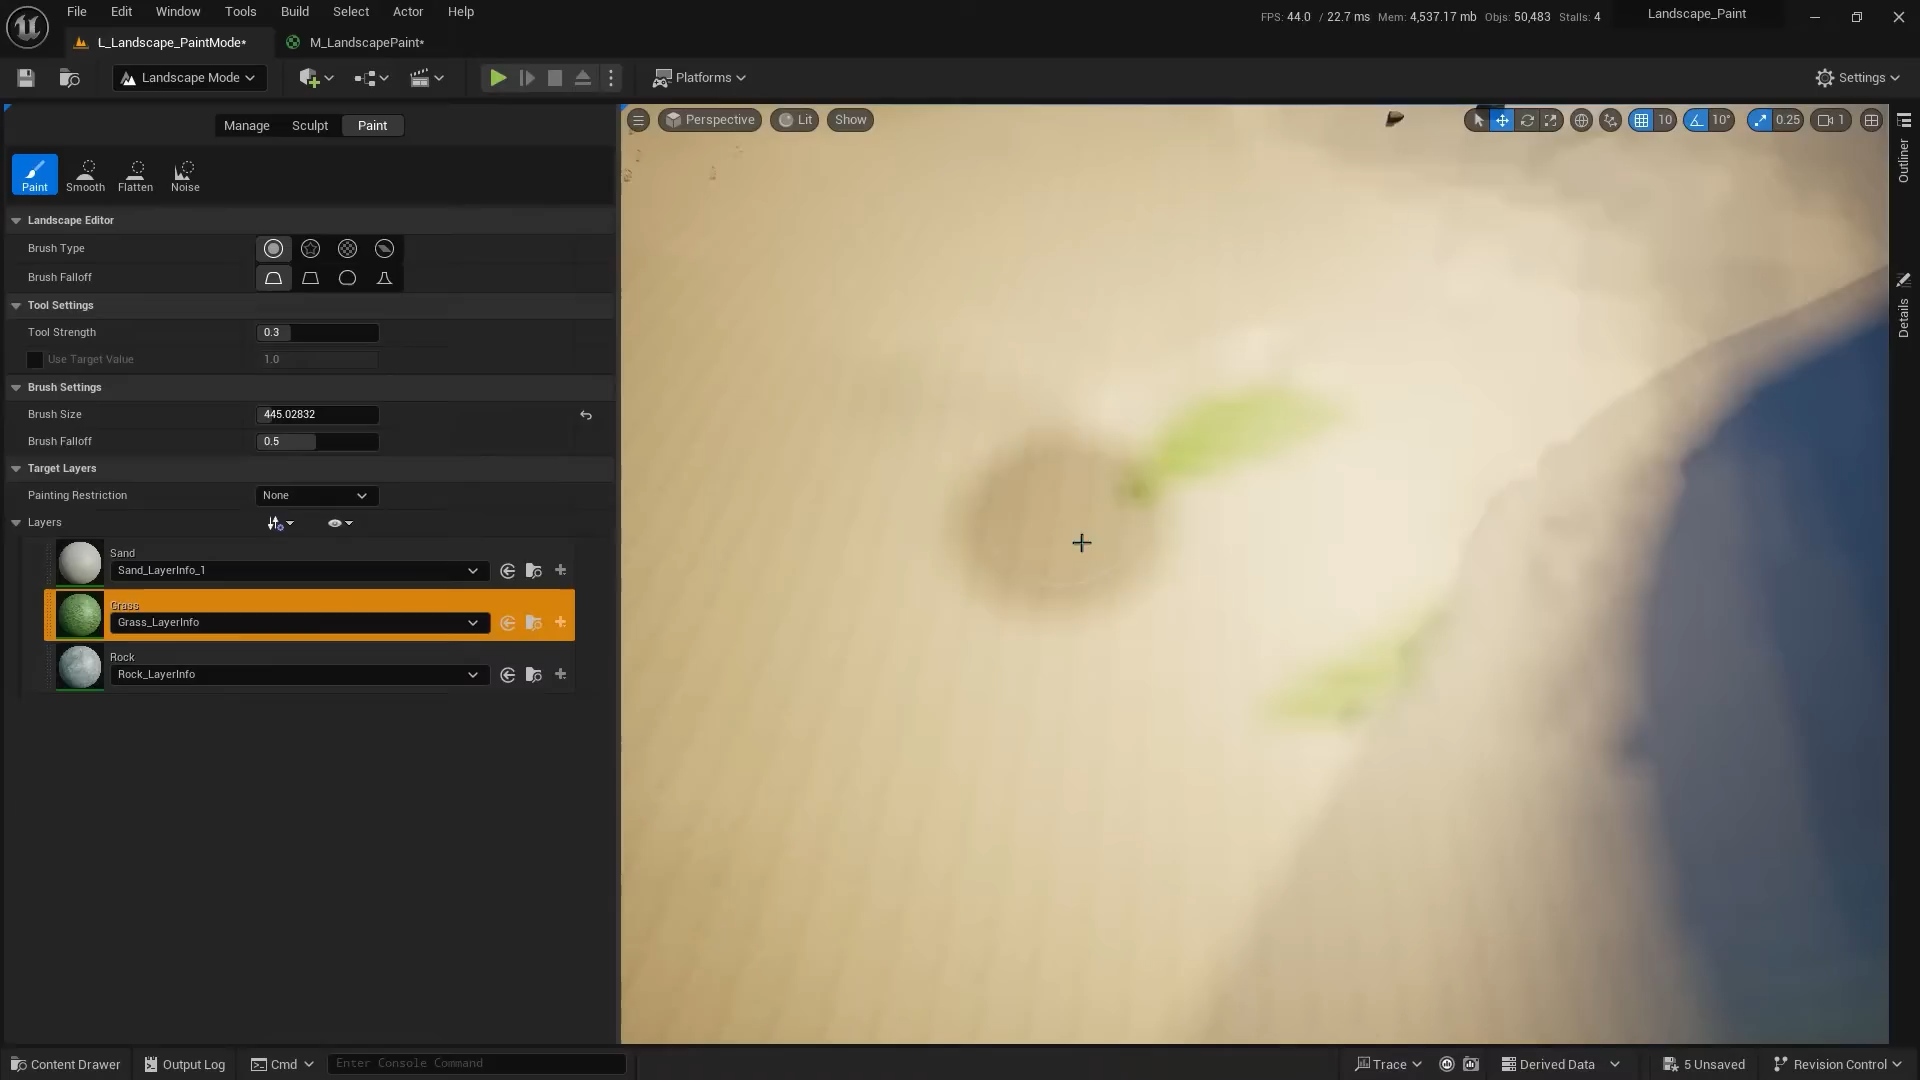 File Edit Window Tools Build Select Actor Help
FPS: 44.0 / 22.7 ms Mem: 4,537.17 mb Objs: 50,483 Stalls: 4
Landscape_Paint
L_Landscape_PaintMode*
M_LandscapePaint*
Landscape Mode
Platforms
Settings
Manage Sculpt Paint
Perspective Lit Show
10 10° 0.25 1
Outliner
Details
Paint Smooth Flatten Noise
Landscape Editor
Brush Type
Brush Falloff
Tool Settings
Tool Strength 0.3
Use Target Value 1.0
Brush Settings
Brush Size 445.02832
Brush Falloff 0.5
Target Layers
Painting Restriction None
Layers
Sand
Sand_LayerInfo_1
Grass
Grass_LayerInfo
Rock
Rock_LayerInfo
Content Drawer Output Log Cmd Enter Console Command
Trace Derived Data 5 Unsaved Revision Control